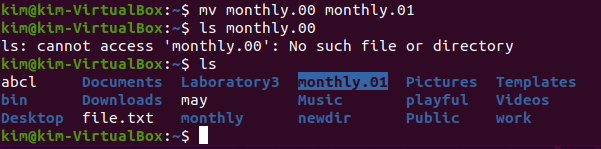 kim@kim-VirtualBox:~$ mv monthly.00 monthly.01
kim@kim-VirtualBox:~$ ls monthly.00
ls: cannot access 'monthly.00': No such file or directory
kim@kim-VirtualBox:~$ ls
abcl Documents Laboratory3 monthly.01 Pictures Templates
bin Downloads may Music playful Videos
Desktop file.txt monthly newdir Public work
kim@kim-VirtualBox:~$